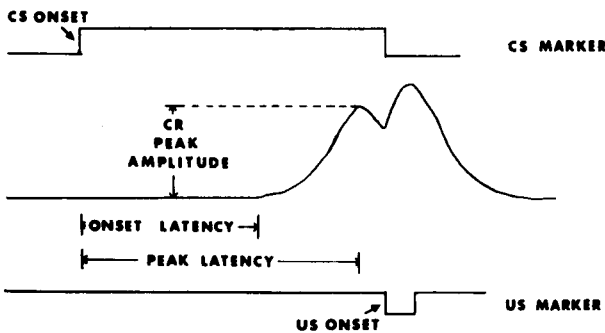 CS ONSET
CS MARKER
CR
PEAK
AMPLITUDE
ONSET LATENCY
PEAK LATENCY
US ONSET
US MARKER